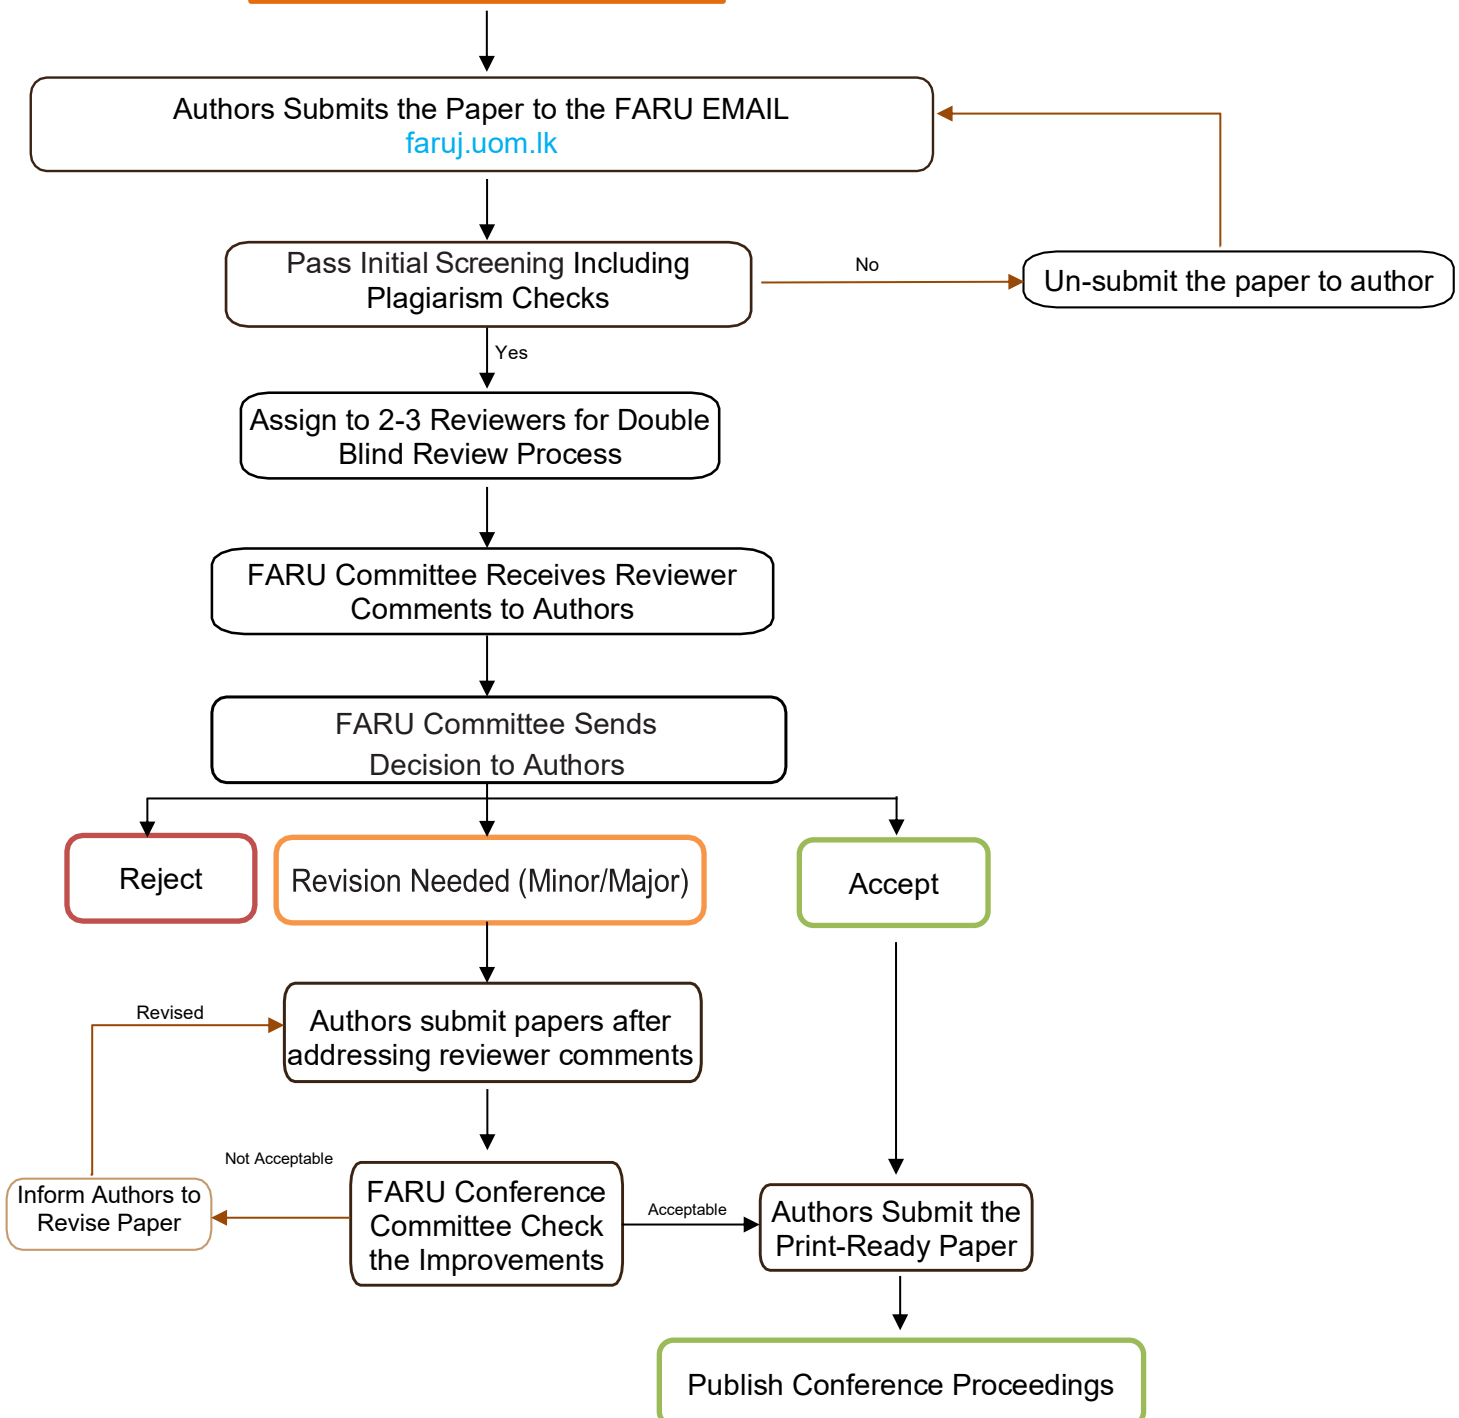 Authors Submits the Paper to the FARU EMAIL
faruj.uom.lk
Pass Initial Screening Including
Plagiarism Checks
No
Un-submit the paper to author
Yes
Assign to 2-3 Reviewers for Double
Blind Review Process
FARU Committee Receives Reviewer
Comments to Authors
FARU Committee Sends
Decision to Authors
Reject
Revision Needed (Minor/Major)
Accept
Revised
Authors submit papers after
addressing reviewer comments
Not Acceptable
Inform Authors to
Revise Paper
FARU Conference
Committee Check
the Improvements
Acceptable
Authors Submit the
Print-Ready Paper
Publish Conference Proceedings